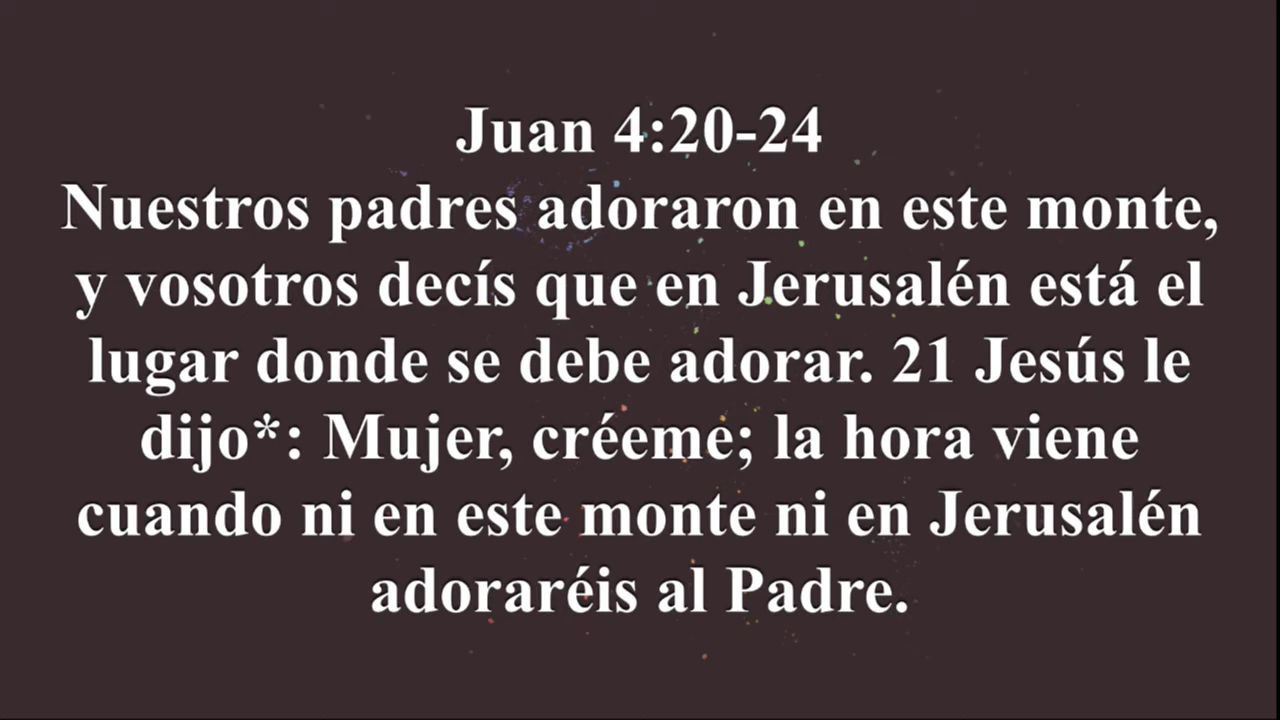 Juan 4:20-24
Nuestros padres adoraron en este monte,
y vosotros decís que en Jerusalén está el
lugar donde se debe adorar. 21 Jesús le
dijo*: Mujer, créeme; la hora viene
cuando ni en este monte ni en Jerusalén
adoraréis al Padre.